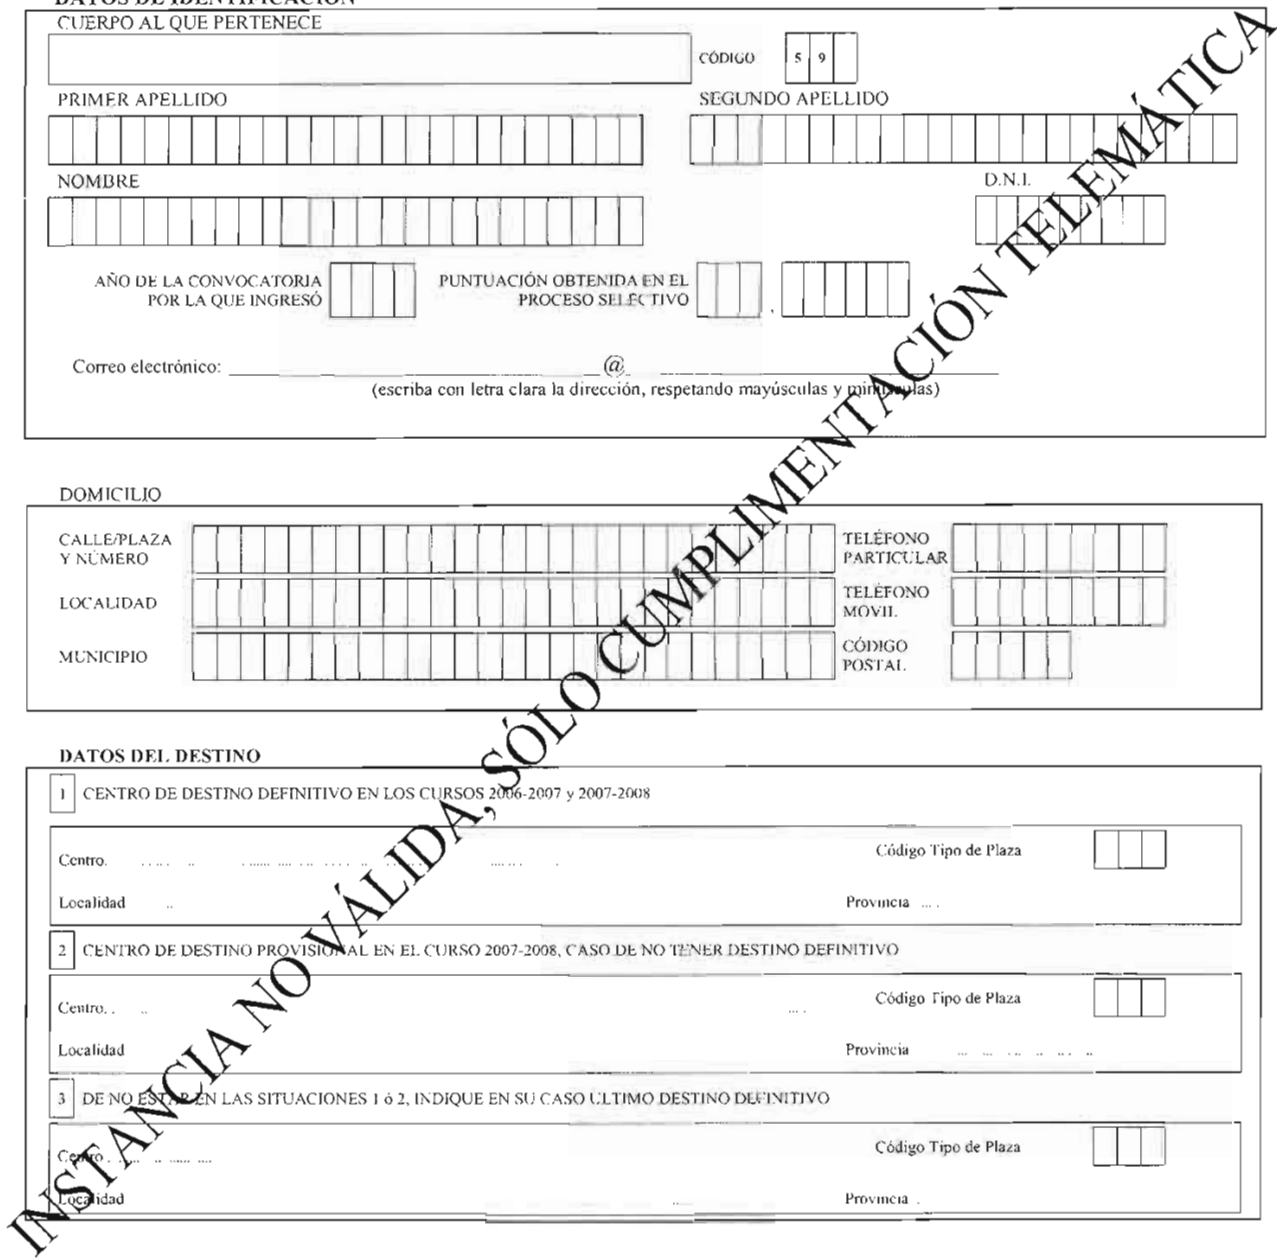 DATOS DE IDENTIFICACIÓN
CUERPO AL QUE PERTENECE
CÓDIGO 5 9
PRIMER APELLIDO
SEGUNDO APELLIDO
NOMBRE
D.N.I.
AÑO DE LA CONVOCATORIA
POR LA QUE INGRESÓ
PUNTUACIÓN OBTENIDA EN EL
PROCESO SELECTIVO
,
Correo electrónico: @
(escriba con letra clara la dirección, respetando mayúsculas y minúsculas)
DOMICILIO
CALLE/PLAZA
Y NÚMERO
TELÉFONO
PARTICULAR
LOCALIDAD
TELÉFONO
MOVIL
MUNICIPIO
CÓDIGO
POSTAL
DATOS DEL DESTINO
1 CENTRO DE DESTINO DEFINITIVO EN LOS CURSOS 2006-2007 y 2007-2008
Centro. Código Tipo de Plaza
Localidad Provincia
2 CENTRO DE DESTINO PROVISIONAL EN EL CURSO 2007-2008, CASO DE NO TENER DESTINO DEFINITIVO
Centro. Código Tipo de Plaza
Localidad Provincia
3 DE NO ESTAR EN LAS SITUACIONES 1 ó 2, INDIQUE EN SU CASO ULTIMO DESTINO DEFINITIVO
Centro Código Tipo de Plaza
Localidad Provincia
INSTANCIA NO VÁLIDA, SÓLO CUMPLIMENTACIÓN TELEMÁTICA